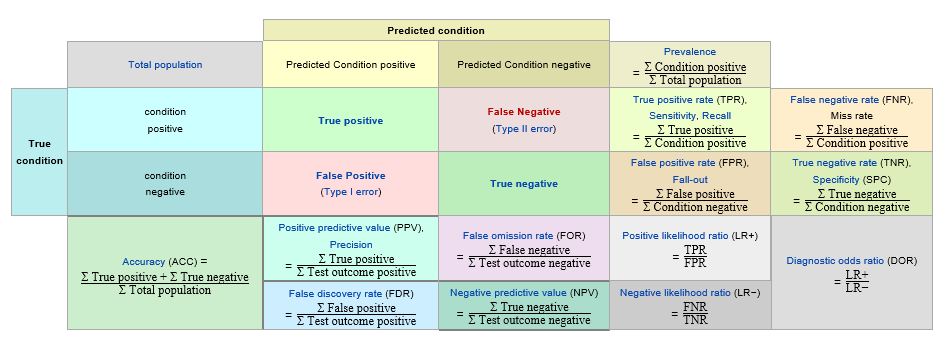 Predicted condition
Total population
Predicted Condition positive
Predicted Condition negative
Prevalence
= Σ Condition positive / Σ Total population
True
condition
condition
positive
True positive
False Negative
(Type II error)
True positive rate (TPR),
Sensitivity, Recall
= Σ True positive / Σ Condition positive
False negative rate (FNR),
Miss rate
= Σ False negative / Σ Condition positive
condition
negative
False Positive
(Type I error)
True negative
False positive rate (FPR),
Fall-out
= Σ False positive / Σ Condition negative
True negative rate (TNR),
Specificity (SPC)
= Σ True negative / Σ Condition negative
Accuracy (ACC) =
Σ True positive + Σ True negative / Σ Total population
Positive predictive value (PPV),
Precision
= Σ True positive / Σ Test outcome positive
False omission rate (FOR)
= Σ False negative / Σ Test outcome negative
Positive likelihood ratio (LR+)
= TPR / FPR
Diagnostic odds ratio (DOR)
= LR+ / LR−
False discovery rate (FDR)
= Σ False positive / Σ Test outcome positive
Negative predictive value (NPV)
= Σ True negative / Σ Test outcome negative
Negative likelihood ratio (LR−)
= FNR / TNR